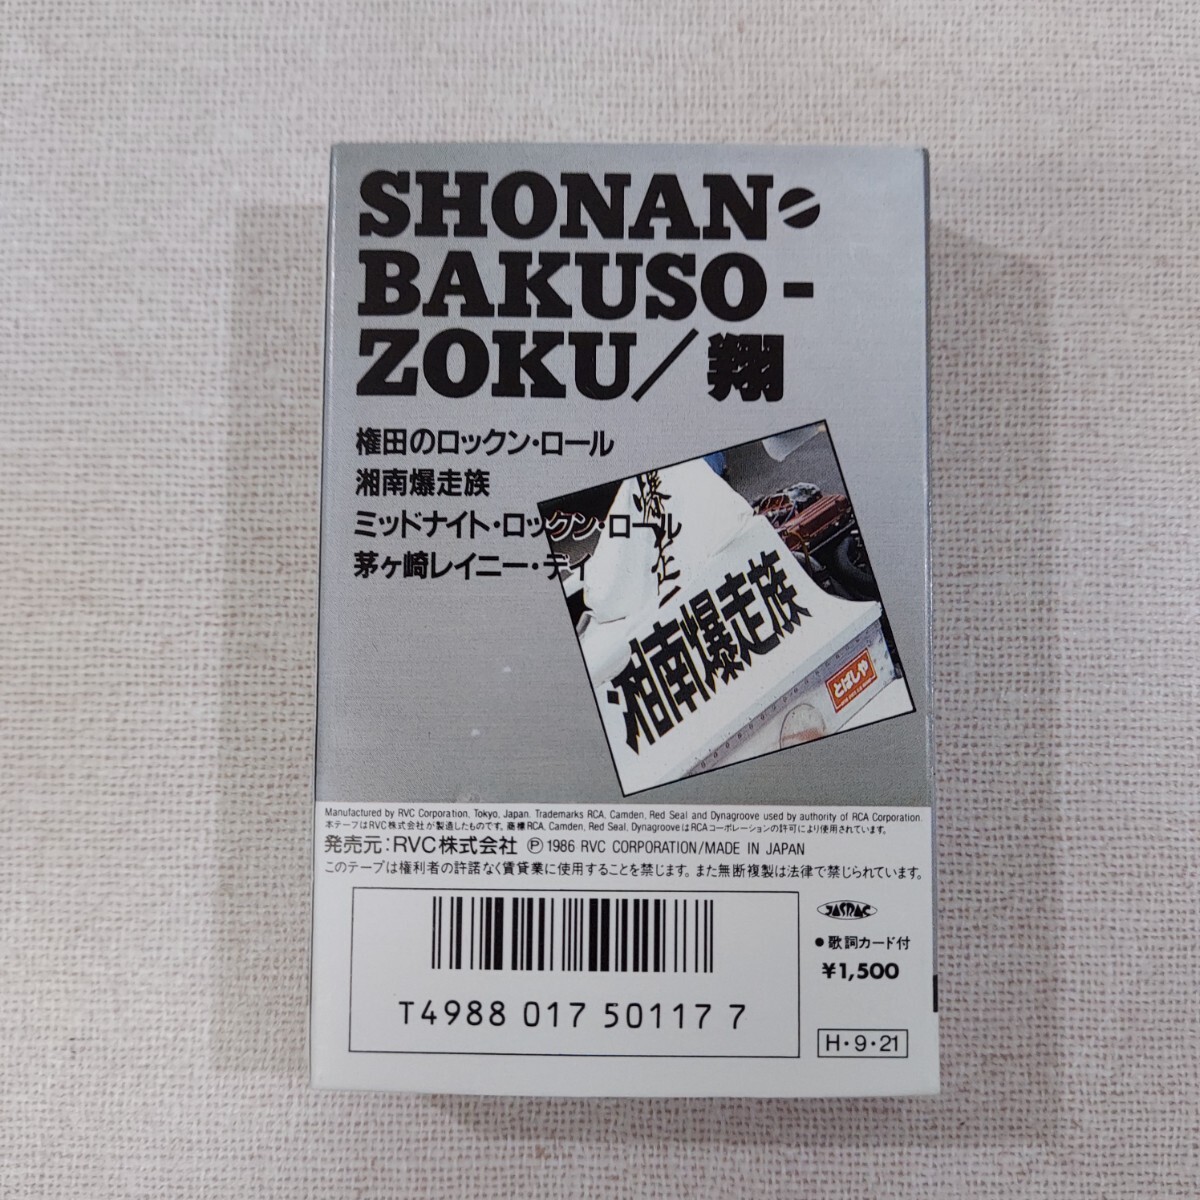 SHONAN
BAKUSO-
ZOKU/翔
権田のロックン・ロール
湘南爆走族
ミッドナイト・ロックン・ロール
茅ヶ崎レイニー・デイ
湘南爆走族
とばしや
Manufactured by RVC Corporation, Tokyo, Japan. Trademarks RCA, Camden, Red Seal and Dynagroove used by authority of RCA Corporation.
本テープはRVC株式会社が製造したものです。商標RCA, Camden, Red Seal, DynagrooveはRCAコーポレーションの許可により使用されています。
発売元:RVC株式会社 ℗ 1986 RVC CORPORATION/MADE IN JAPAN
このテープは権利者の許諾なく賃貸業に使用することを禁じます。また無断複製は法律で禁じられています。
JASRAC
●歌詞カード付
¥1,500
T4988 017 50117 7
H・9・21